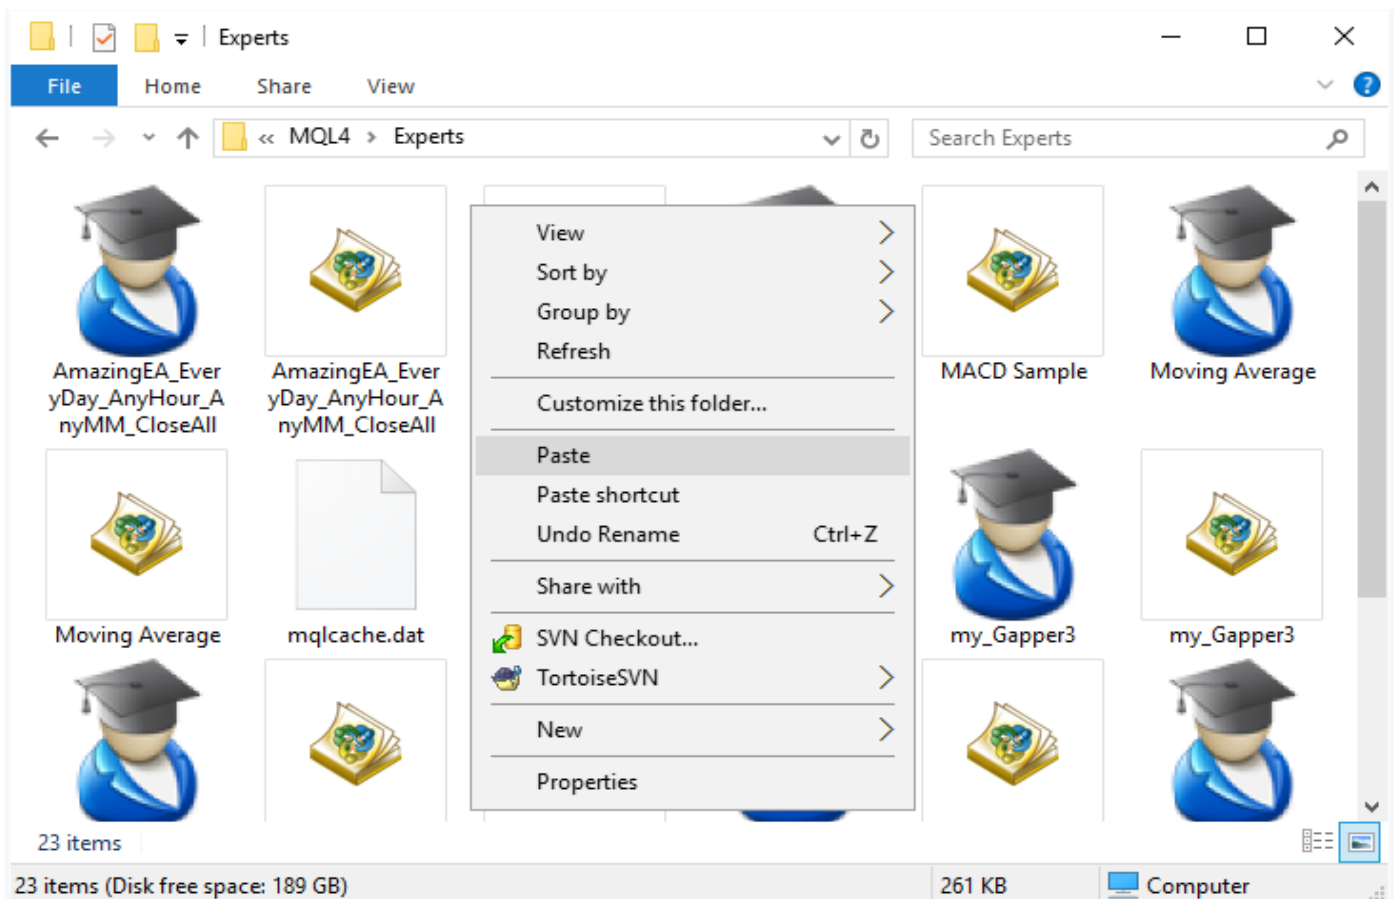 Experts
File Home Share View
« MQL4 > Experts
Search Experts
AmazingEA_Ever
yDay_AnyHour_A
nyMM_CloseAll
AmazingEA_Ever
yDay_AnyHour_A
nyMM_CloseAll
MACD Sample
Moving Average
Moving Average
mqlcache.dat
my_Gapper3
my_Gapper3
View
Sort by
Group by
Refresh
Customize this folder...
Paste
Paste shortcut
Undo Rename Ctrl+Z
Share with
SVN Checkout...
TortoiseSVN
New
Properties
23 items
23 items (Disk free space: 189 GB) 261 KB Computer